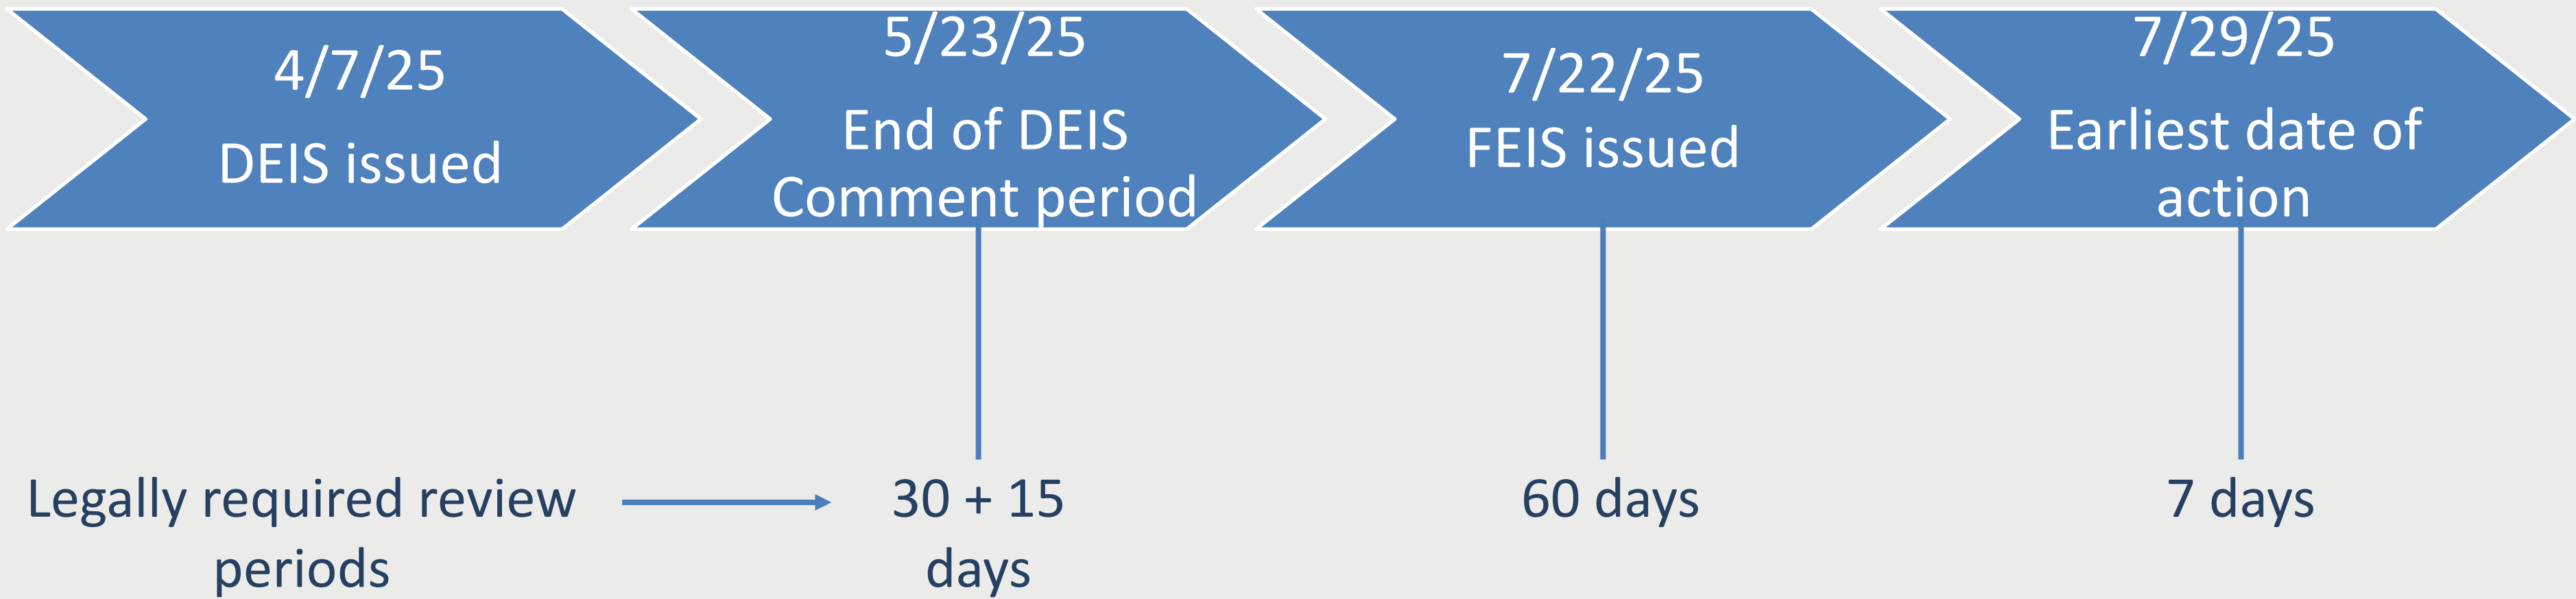 4/7/25
DEIS issued
5/23/25
End of DEIS
Comment period
7/22/25
FEIS issued
7/29/25
Earliest date of
action
Legally required review
periods
30 + 15
days
60 days
7 days